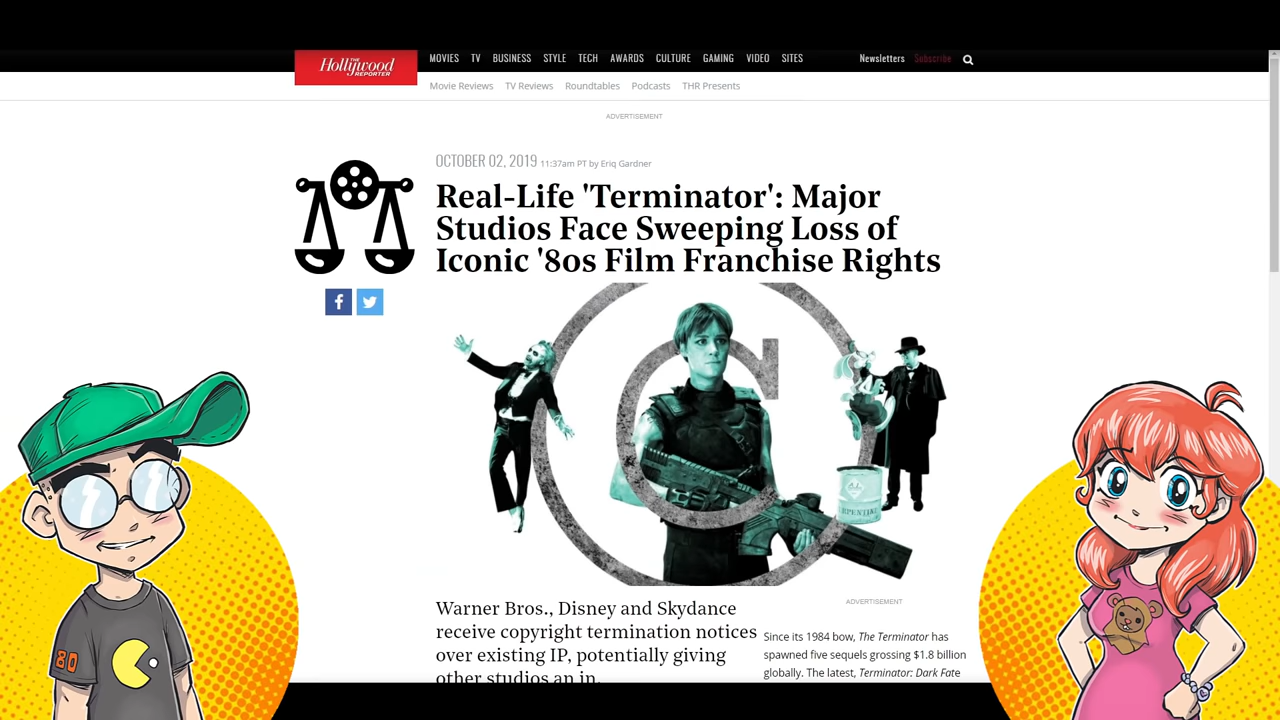 THE
Hollywood
REPORTER
MOVIES TV BUSINESS STYLE TECH AWARDS CULTURE GAMING VIDEO SITES
Newsletters Subscribe
Movie Reviews TV Reviews Roundtables Podcasts THR Presents
ADVERTISEMENT
OCTOBER 02, 2019 11:37am PT by Eriq Gardner
Real-Life 'Terminator': Major
Studios Face Sweeping Loss of
Iconic '80s Film Franchise Rights
Warner Bros., Disney and Skydance
receive copyright termination notices
over existing IP, potentially giving
other studios an in.
ADVERTISEMENT
Since its 1984 bow, The Terminator has
spawned five sequels grossing $1.8 billion
globally. The latest, Terminator: Dark Fate
80